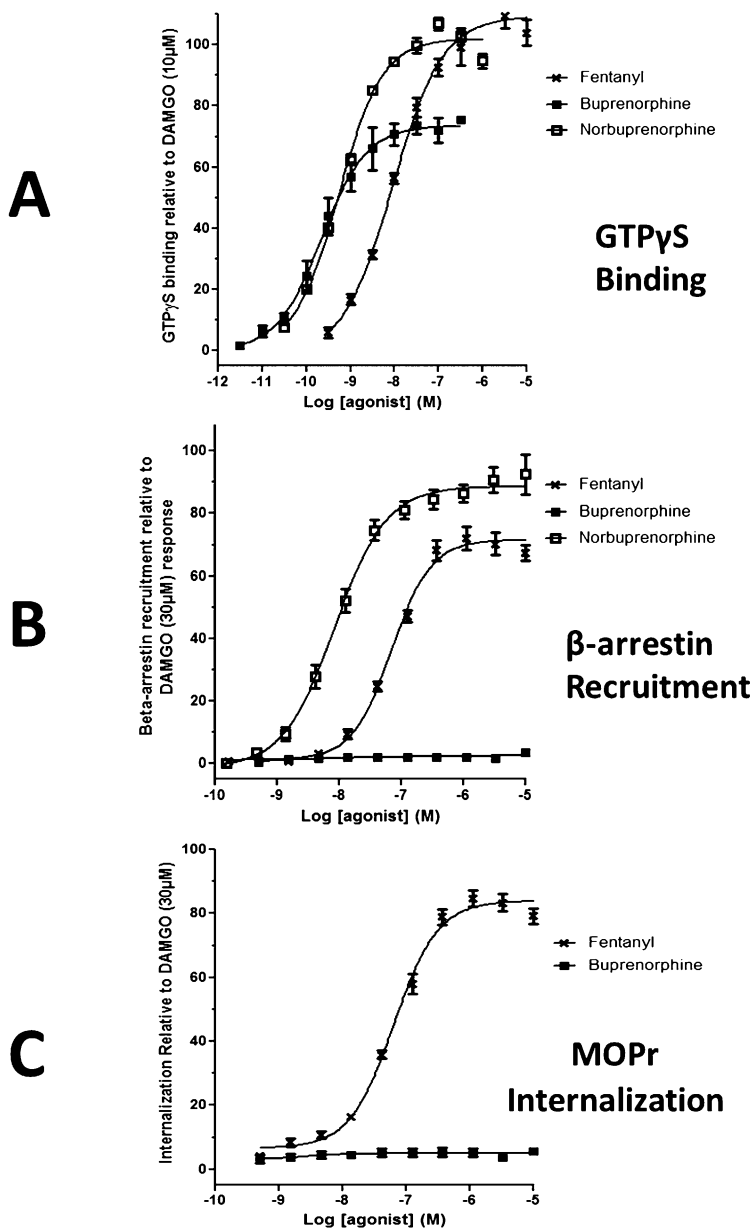 A
GTPγS binding relative to DAMGO (10µM)
100
80
60
40
20
0
-12 -11 -10 -9 -8 -7 -6 -5
Log [agonist] (M)
Fentanyl
Buprenorphine
Norbuprenorphine
GTPγS
Binding
B
Beta-arrestin recruitment relative to
DAMGO (30µM) response
100
80
60
40
20
0
-10 -9 -8 -7 -6 -5
Log [agonist] (M)
Fentanyl
Buprenorphine
Norbuprenorphine
β-arrestin
Recruitment
C
Internalization Relative to DAMGO (30µM)
100
80
60
40
20
0
-10 -9 -8 -7 -6 -5
Log [agonist] (M)
Fentanyl
Buprenorphine
MOPr
Internalization